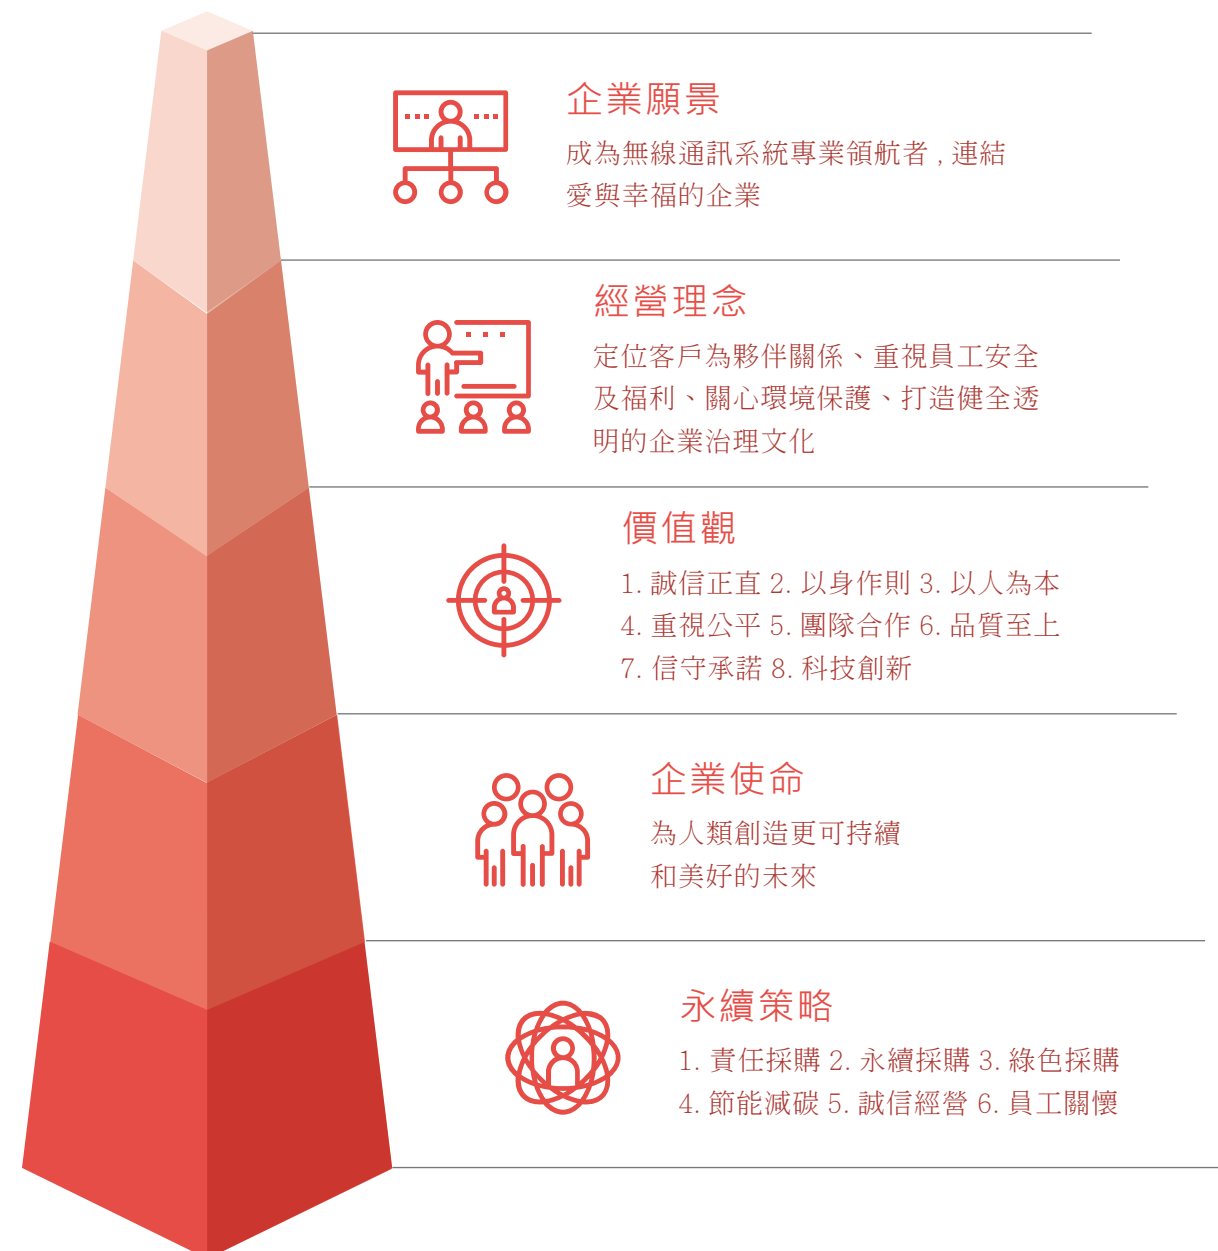 企業願景
成為無線通訊系統專業領航者 , 連結
愛與幸福的企業
經營理念
定位客戶為夥伴關係、重視員工安全
及福利、關心環境保護、打造健全透
明的企業治理文化
價值觀
1. 誠信正直 2. 以身作則 3. 以人為本
4. 重視公平 5. 團隊合作 6. 品質至上
7. 信守承諾 8. 科技創新
企業使命
為人類創造更可持續
和美好的未來
永續策略
1. 責任採購 2. 永續採購 3. 綠色採購
4. 節能減碳 5. 誠信經營 6. 員工關懷